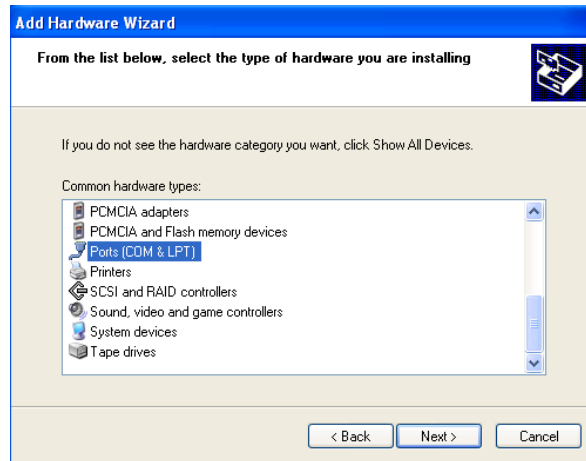 Add Hardware Wizard
From the list below, select the type of hardware you are installing
If you do not see the hardware category you want, click Show All Devices.
Common hardware types:
PCMCIA adapters
PCMCIA and Flash memory devices
Ports (COM & LPT)
Printers
SCSI and RAID controllers
Sound, video and game controllers
System devices
Tape drives
< Back Next > Cancel